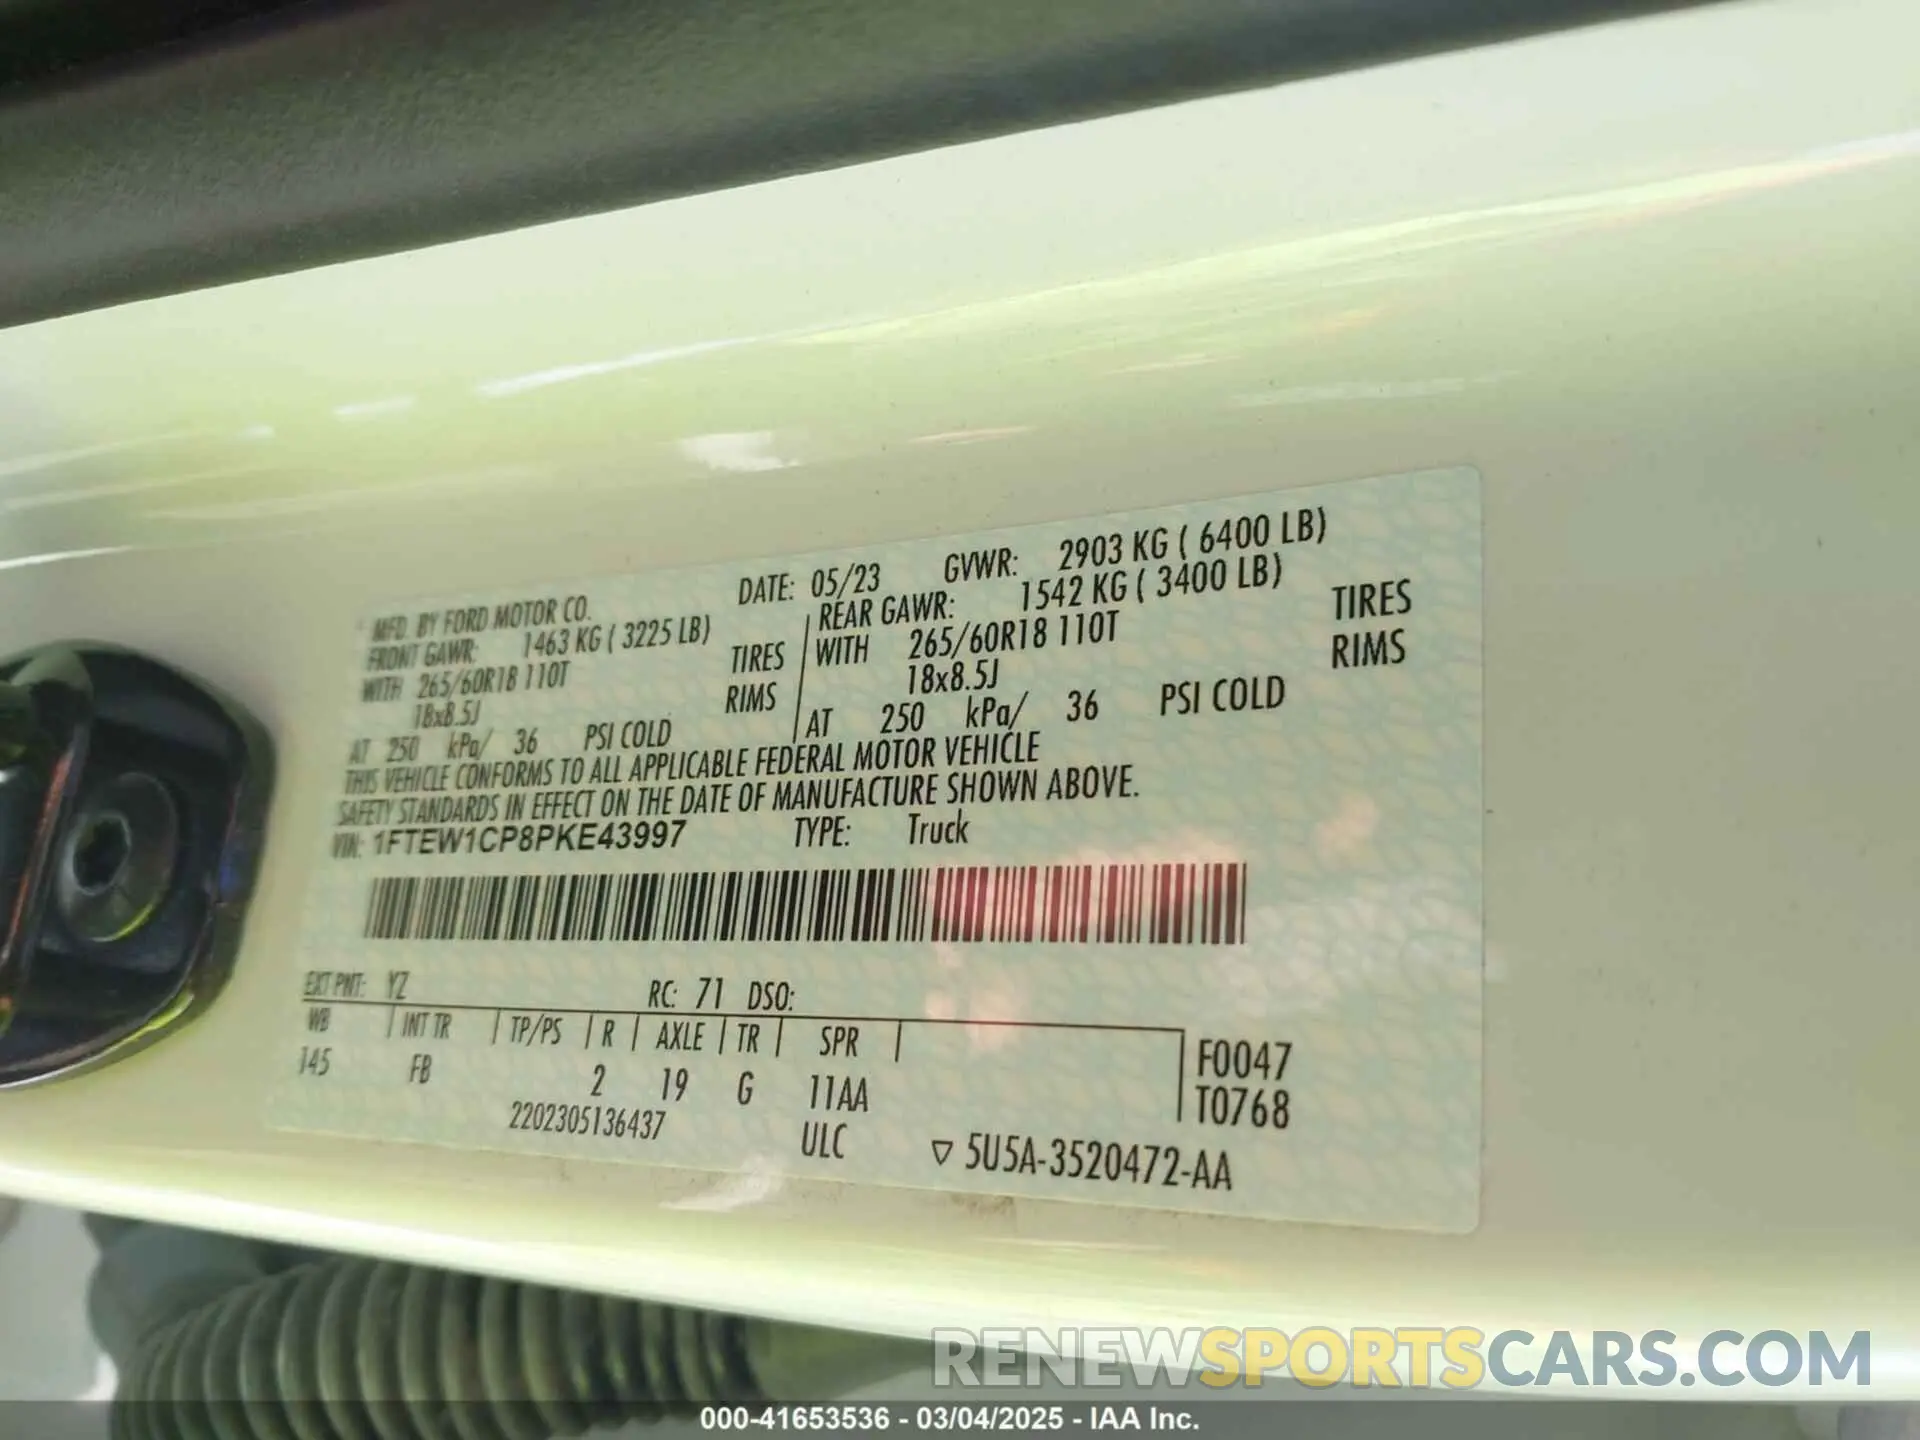 MFD. BY FORD MOTOR CO. DATE: 05/23 GVWR: 2903 KG ( 6400 LB)
FRONT GAWR: 1463 KG ( 3225 LB) REAR GAWR: 1542 KG ( 3400 LB)
WITH 265/60R18 110T TIRES WITH 265/60R18 110T TIRES
18x8.5J RIMS 18x8.5J RIMS
AT 250 kPa/ 36 PSI COLD AT 250 kPa/ 36 PSI COLD
THIS VEHICLE CONFORMS TO ALL APPLICABLE FEDERAL MOTOR VEHICLE
SAFETY STANDARDS IN EFFECT ON THE DATE OF MANUFACTURE SHOWN ABOVE.
VIN: 1FTEW1CP8PKE43997 TYPE: Truck
EXT PNT: YZ RC: 71 DSO:
WB INT TR TP/PS R AXLE TR SPR F0047
145 FB 2 19 G 11AA T0768
2202305136437 ULC ▽ 5U5A-3520472-AA
RENEWSPORTSCARS.COM
000-41653536 - 03/04/2025 - IAA Inc.